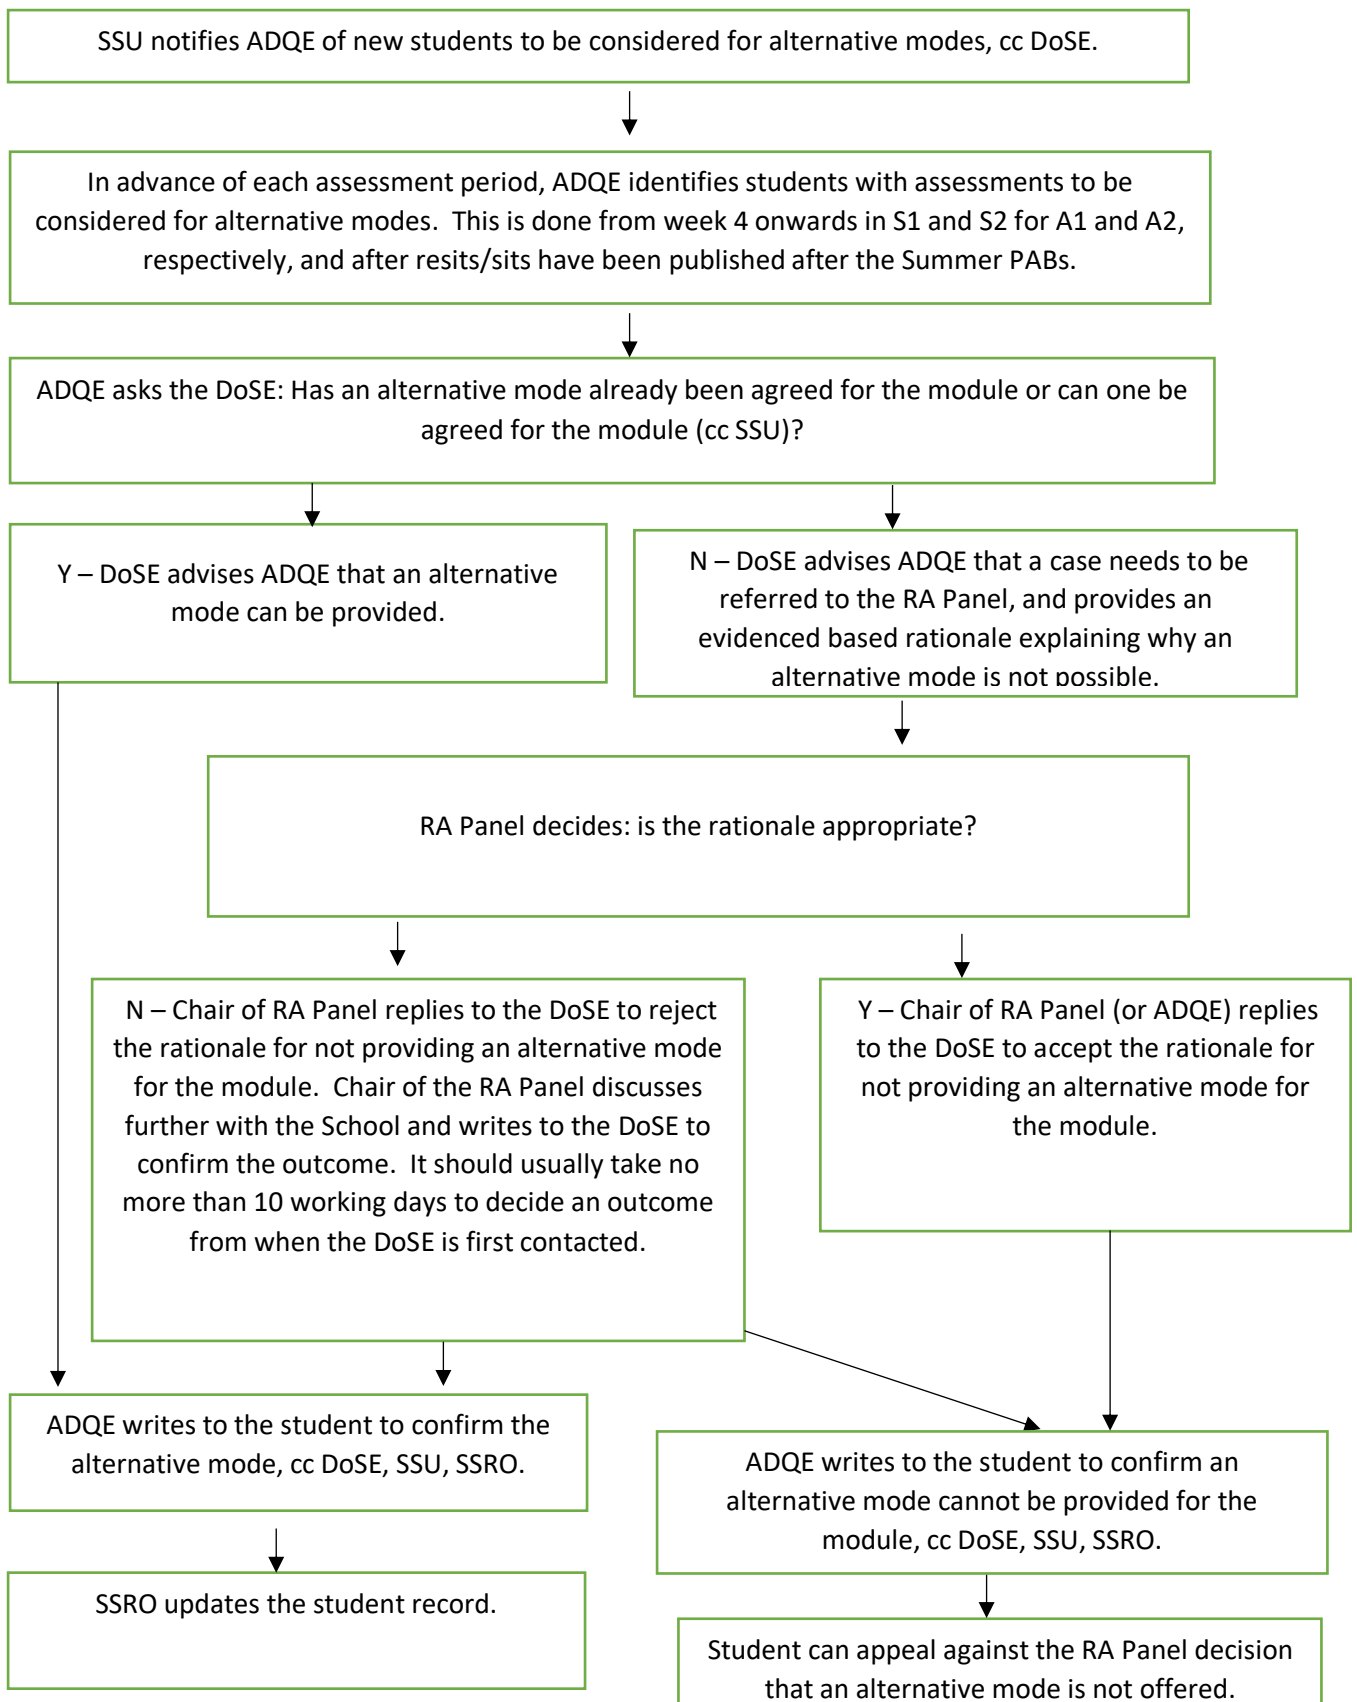 SSU notifies ADQE of new students to be considered for alternative modes, cc DoSE.
In advance of each assessment period, ADQE identifies students with assessments to be
considered for alternative modes.  This is done from week 4 onwards in S1 and S2 for A1 and A2,
respectively, and after resits/sits have been published after the Summer PABs.
ADQE asks the DoSE: Has an alternative mode already been agreed for the module or can one be
agreed for the module (cc SSU)?
Y – DoSE advises ADQE that an alternative
mode can be provided.
N – DoSE advises ADQE that a case needs to be
referred to the RA Panel, and provides an
evidenced based rationale explaining why an
alternative mode is not possible.
RA Panel decides: is the rationale appropriate?
N – Chair of RA Panel replies to the DoSE to reject
the rationale for not providing an alternative mode
for the module.  Chair of the RA Panel discusses
further with the School and writes to the DoSE to
confirm the outcome.  It should usually take no
more than 10 working days to decide an outcome
from when the DoSE is first contacted.
Y – Chair of RA Panel (or ADQE) replies
to the DoSE to accept the rationale for
not providing an alternative mode for
the module.
ADQE writes to the student to confirm the
alternative mode, cc DoSE, SSU, SSRO.
ADQE writes to the student to confirm an
alternative mode cannot be provided for the
module, cc DoSE, SSU, SSRO.
SSRO updates the student record.
Student can appeal against the RA Panel decision
that an alternative mode is not offered.